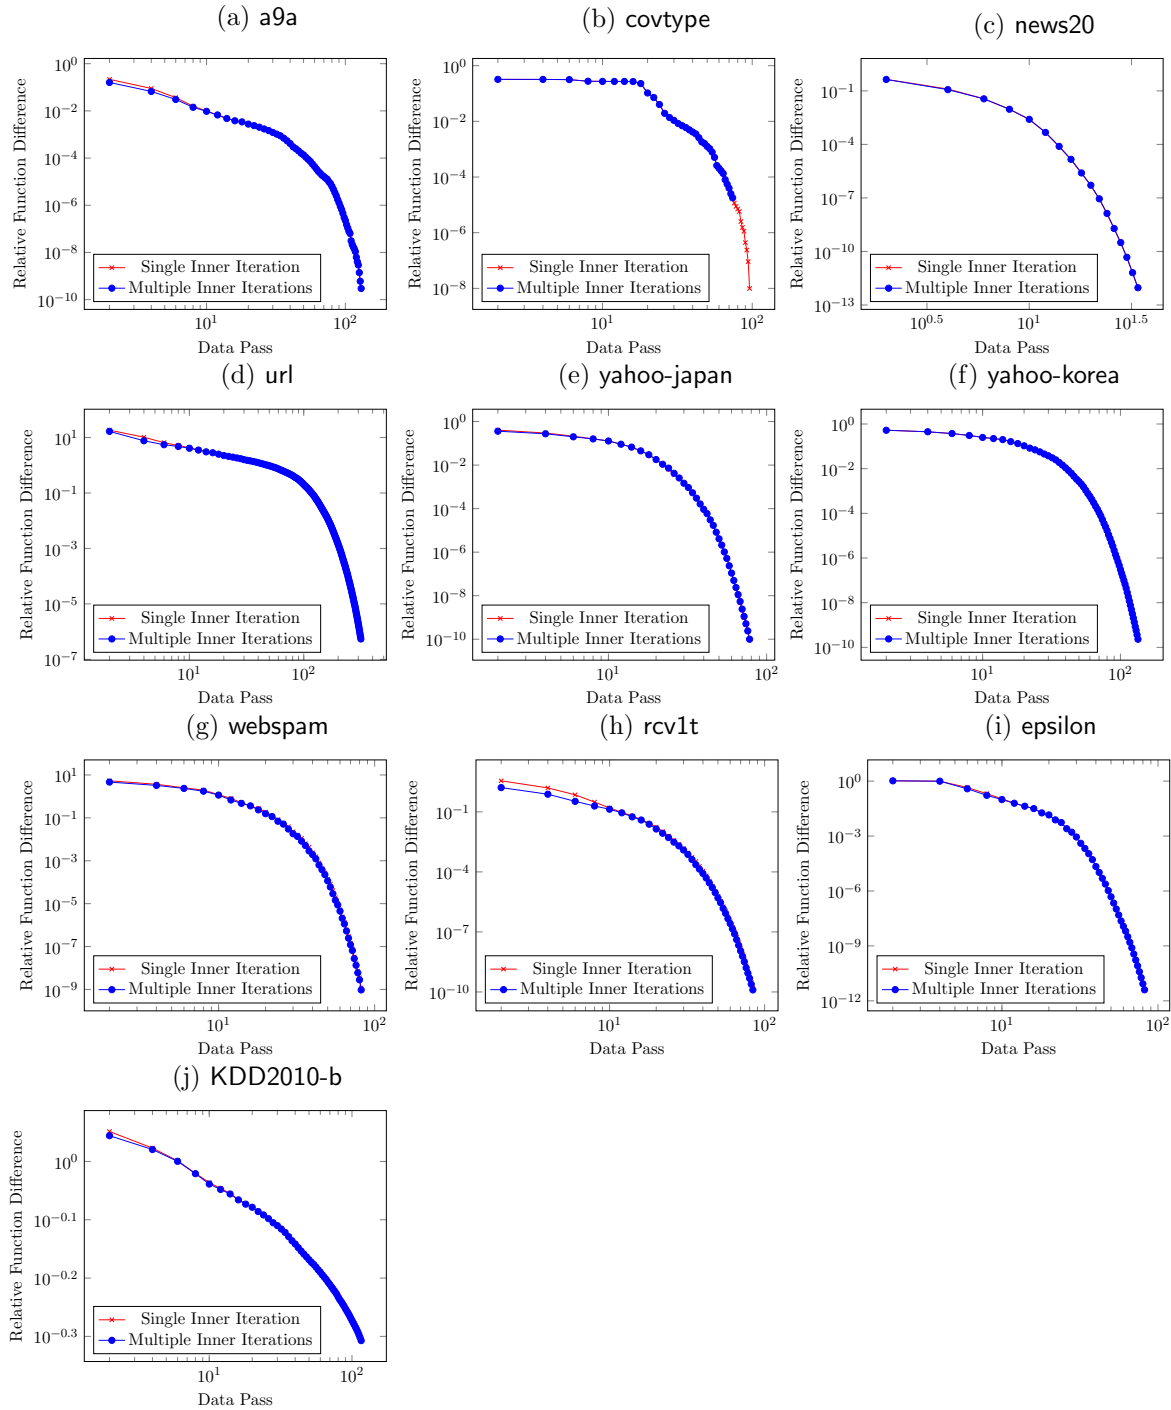 (a) a9a
Relative Function Difference
10^0
10^−2
10^−4
10^−6
10^−8
10^−10
Single Inner Iteration
Multiple Inner Iterations
10^1
10^2
Data Pass
(b) covtype
Relative Function Difference
10^0
10^−2
10^−4
10^−6
10^−8
Single Inner Iteration
Multiple Inner Iterations
10^1
10^2
Data Pass
(c) news20
Relative Function Difference
10^−1
10^−4
10^−7
10^−10
10^−13
Single Inner Iteration
Multiple Inner Iterations
10^0.5
10^1
10^1.5
Data Pass
(d) url
Relative Function Difference
10^1
10^−1
10^−3
10^−5
10^−7
Single Inner Iteration
Multiple Inner Iterations
10^1
10^2
Data Pass
(e) yahoo-japan
Relative Function Difference
10^0
10^−2
10^−4
10^−6
10^−8
10^−10
Single Inner Iteration
Multiple Inner Iterations
10^1
10^2
Data Pass
(f) yahoo-korea
Relative Function Difference
10^0
10^−2
10^−4
10^−6
10^−8
10^−10
Single Inner Iteration
Multiple Inner Iterations
10^1
10^2
Data Pass
(g) webspam
Relative Function Difference
10^1
10^−1
10^−3
10^−5
10^−7
10^−9
Single Inner Iteration
Multiple Inner Iterations
10^1
10^2
Data Pass
(h) rcv1t
Relative Function Difference
10^−1
10^−4
10^−7
10^−10
Single Inner Iteration
Multiple Inner Iterations
10^1
10^2
Data Pass
(i) epsilon
Relative Function Difference
10^0
10^−3
10^−6
10^−9
10^−12
Single Inner Iteration
Multiple Inner Iterations
10^1
10^2
Data Pass
(j) KDD2010-b
Relative Function Difference
10^0
10^−0.1
10^−0.2
10^−0.3
Single Inner Iteration
Multiple Inner Iterations
10^1
10^2
Data Pass